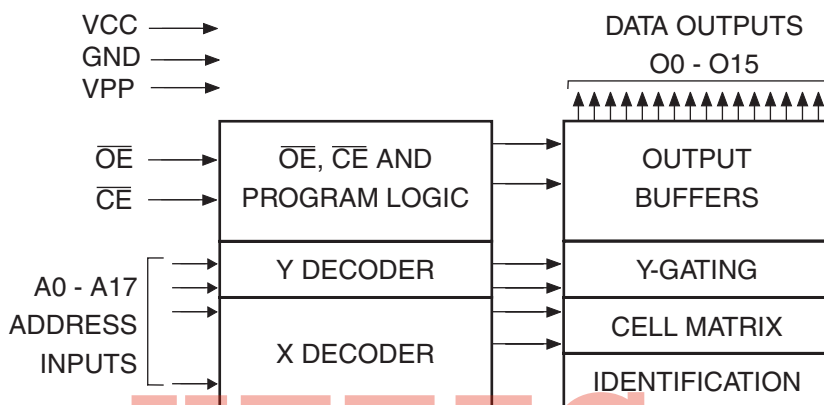 VCC
GND
VPP
DATA OUTPUTS
O0 - O15
OE
CE
OE, CE AND
PROGRAM LOGIC
OUTPUT
BUFFERS
A0 - A17
ADDRESS
INPUTS
Y DECODER
Y-GATING
X DECODER
CELL MATRIX
IDENTIFICATION